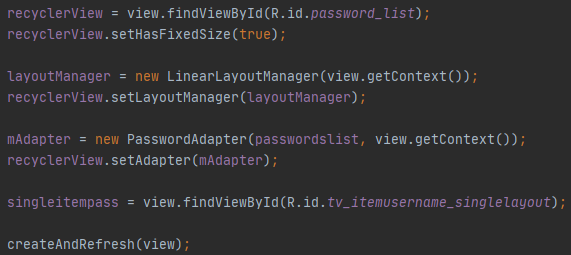 recyclerView = view.findViewById(R.id.password_list);
recyclerView.setHasFixedSize(true);
layoutManager = new LinearLayoutManager(view.getContext());
recyclerView.setLayoutManager(layoutManager);
mAdapter = new PasswordAdapter(passwordslist, view.getContext());
recyclerView.setAdapter(mAdapter);
singleitempass = view.findViewById(R.id.tv_itemusername_singlelayout);
createAndRefresh(view);